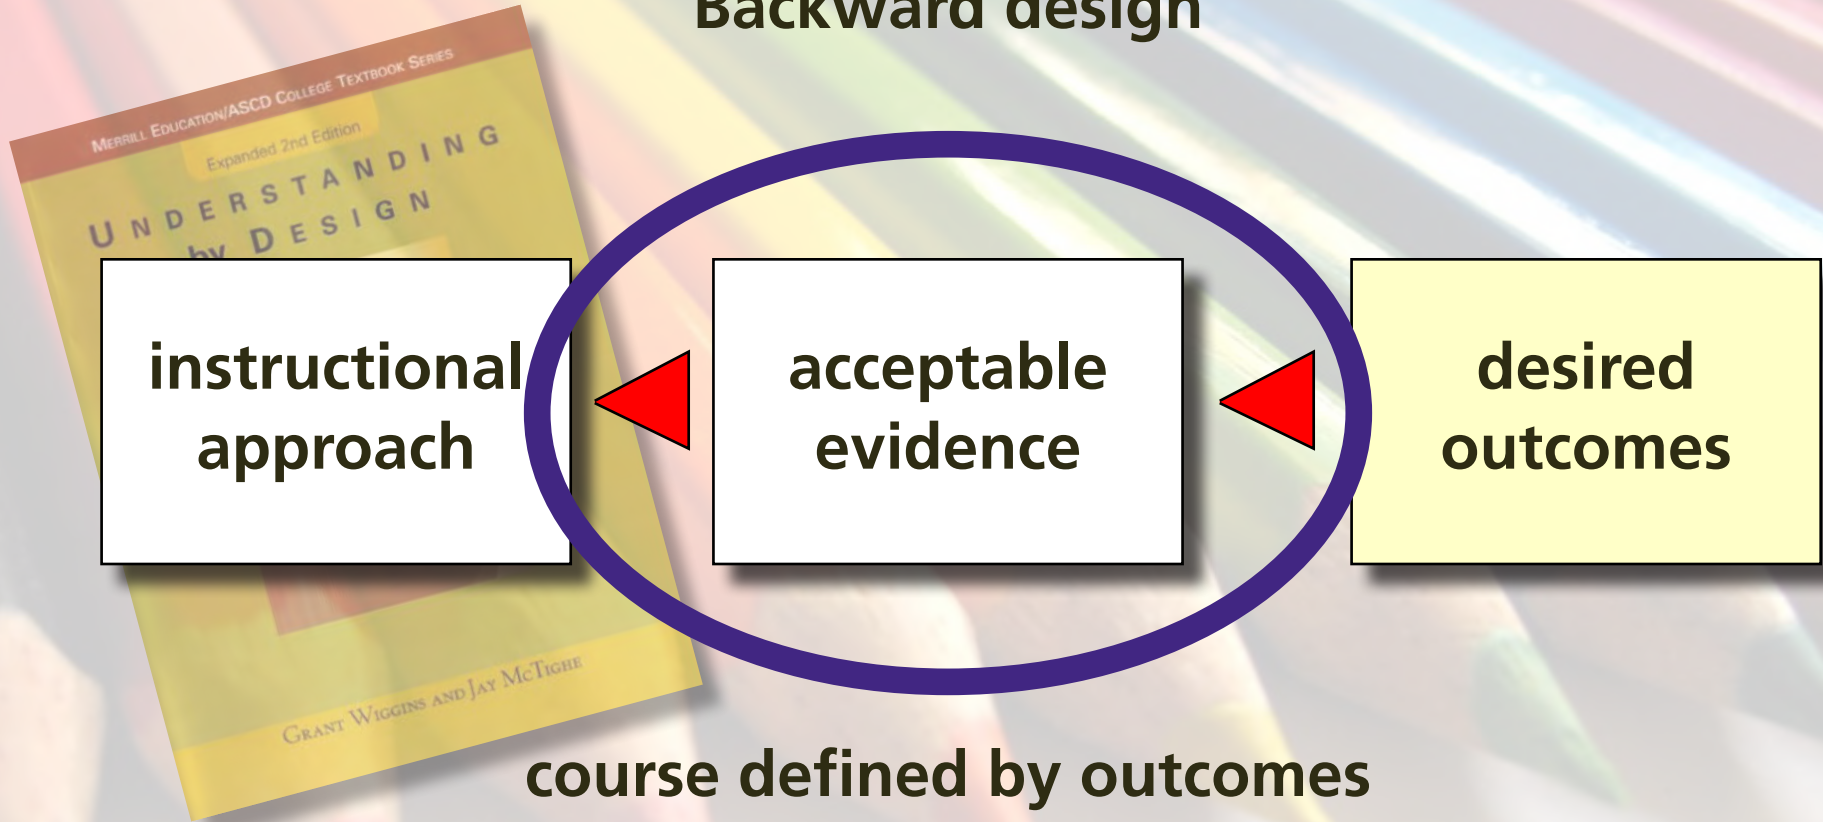 Backward design
MERRILL EDUCATION/ASCD COLLEGE TEXTBOOK SERIES
Expanded 2nd Edition
UNDERSTANDING
by DESIGN
instructional
approach
acceptable
evidence
desired
outcomes
GRANT WIGGINS AND JAY MCTIGHE
course defined by outcomes